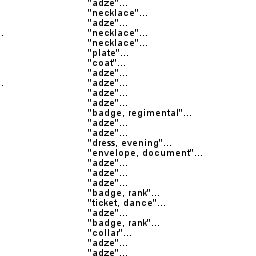 "adze"...
"necklace"...
"adze"...
. "necklace"...
"necklace"...
"plate"...
"coat"...
"adze"...
. "adze"...
"adze"...
"adze"...
"badge, regimental"...
"adze"...
"adze"...
"dress, evening"...
"envelope, document"...
"adze"...
"adze"...
"adze"...
"badge, rank"...
"ticket, dance"...
"adze"...
"badge, rank"...
"collar"...
"adze"...
"adze"...